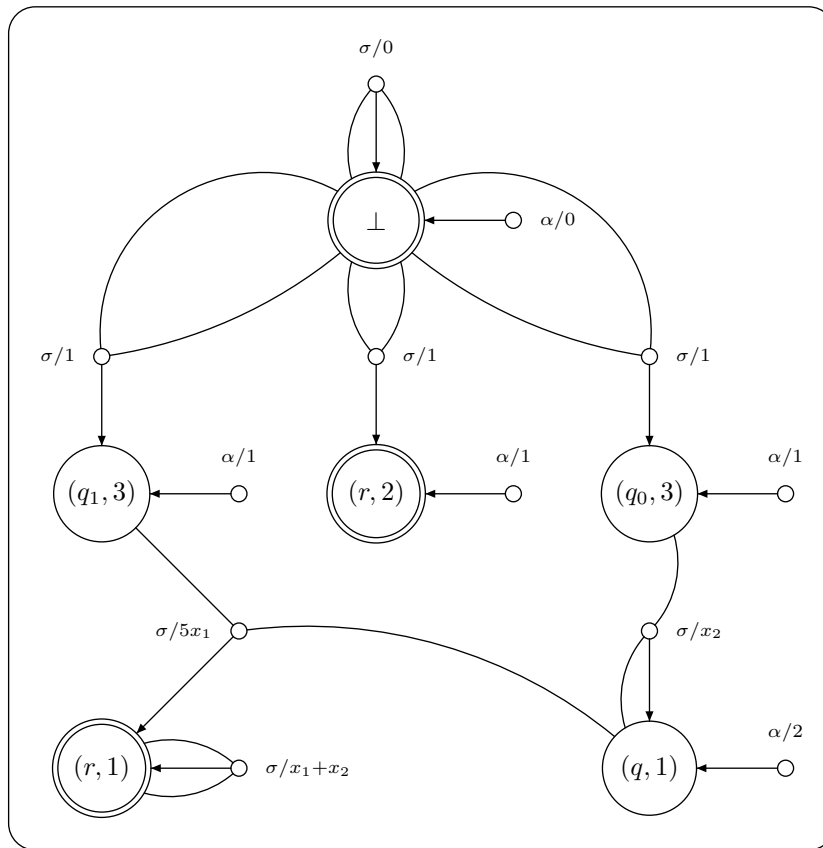 σ/0
⊥
α/0
σ/1
σ/1
σ/1
α/1
α/1
α/1
(q₁, 3)
(r, 2)
(q₀, 3)
σ/5x₁
σ/x₂
α/2
(r, 1)
σ/x₁+x₂
(q, 1)